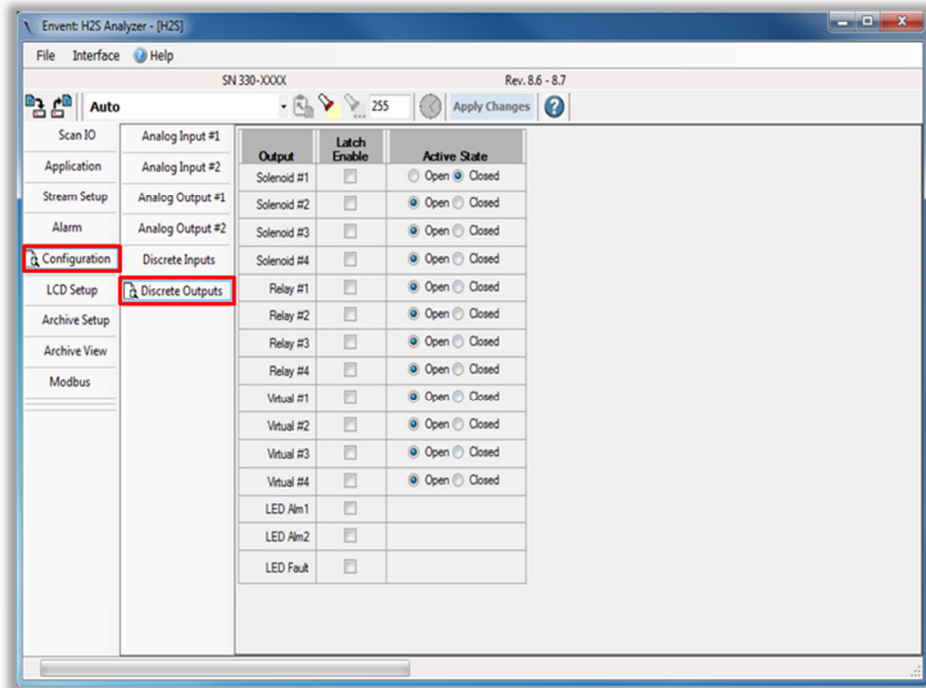 Envent: H2S Analyzer - [H2S]
File Interface Help
SN 330-XXXX Rev. 8.6 - 8.7
Auto 255 Apply Changes
Scan IO
Application
Stream Setup
Alarm
Configuration
LCD Setup
Archive Setup
Archive View
Modbus
Analog Input #1
Analog Input #2
Analog Output #1
Analog Output #2
Discrete Inputs
Discrete Outputs
Output Latch Enable Active State
Solenoid #1 Open Closed
Solenoid #2 Open Closed
Solenoid #3 Open Closed
Solenoid #4 Open Closed
Relay #1 Open Closed
Relay #2 Open Closed
Relay #3 Open Closed
Relay #4 Open Closed
Virtual #1 Open Closed
Virtual #2 Open Closed
Virtual #3 Open Closed
Virtual #4 Open Closed
LED Alm1
LED Alm2
LED Fault